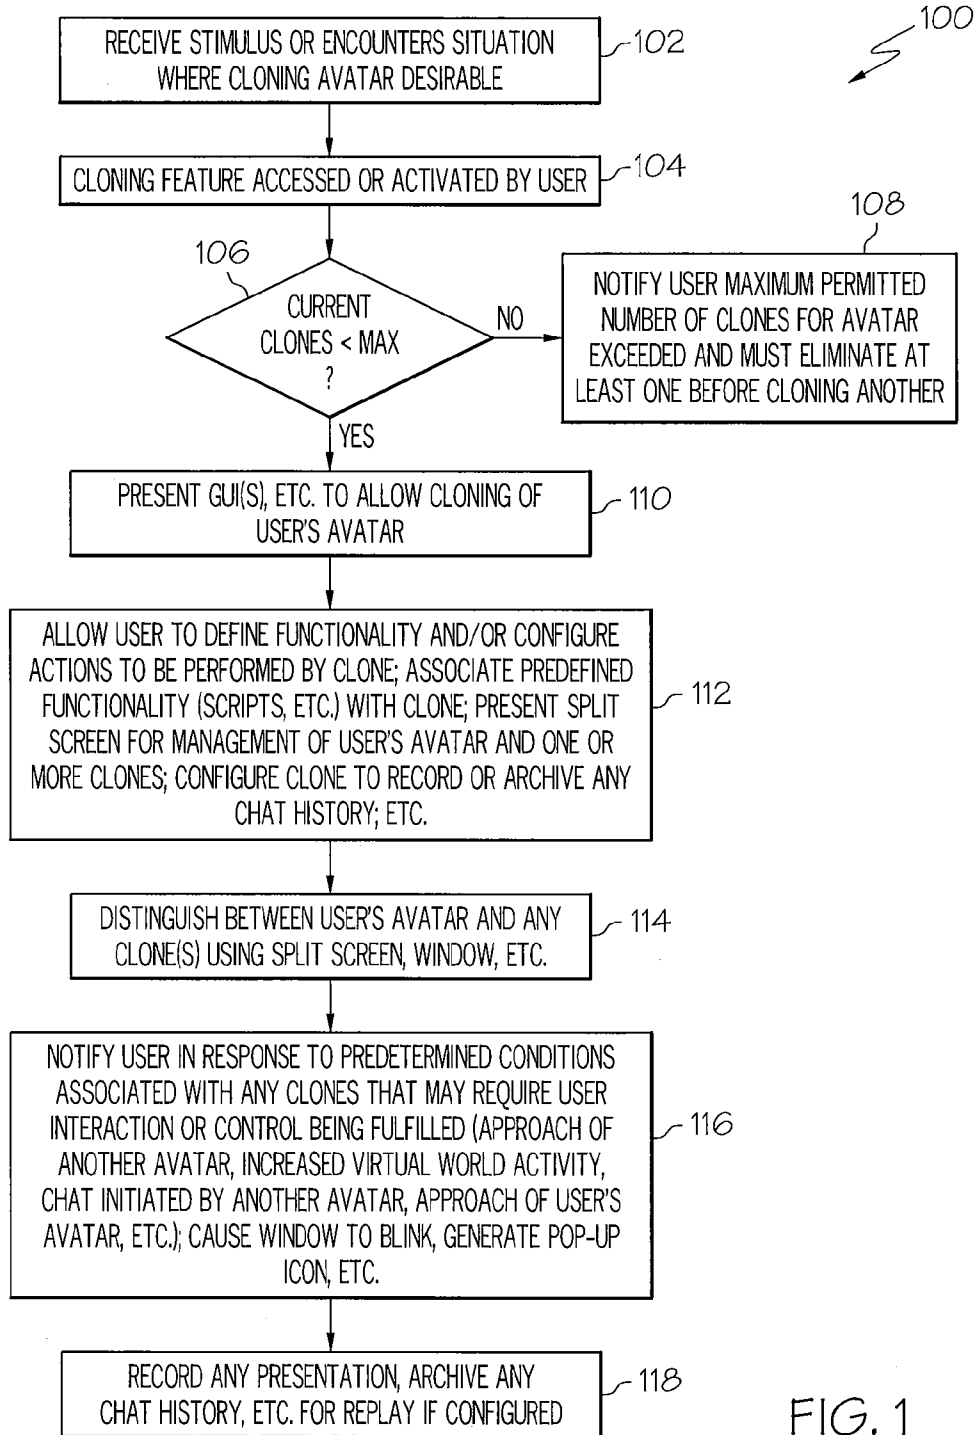 100
RECEIVE STIMULUS OR ENCOUNTERS SITUATION
WHERE CLONING AVATAR DESIRABLE
102
CLONING FEATURE ACCESSED OR ACTIVATED BY USER
104
106
CURRENT
CLONES < MAX
?
NO
YES
108
NOTIFY USER MAXIMUM PERMITTED
NUMBER OF CLONES FOR AVATAR
EXCEEDED AND MUST ELIMINATE AT
LEAST ONE BEFORE CLONING ANOTHER
PRESENT GUI(S), ETC. TO ALLOW CLONING OF
USER'S AVATAR
110
ALLOW USER TO DEFINE FUNCTIONALITY AND/OR CONFIGURE
ACTIONS TO BE PERFORMED BY CLONE; ASSOCIATE PREDEFINED
FUNCTIONALITY (SCRIPTS, ETC.) WITH CLONE; PRESENT SPLIT
SCREEN FOR MANAGEMENT OF USER'S AVATAR AND ONE OR
MORE CLONES; CONFIGURE CLONE TO RECORD OR ARCHIVE ANY
CHAT HISTORY; ETC.
112
DISTINGUISH BETWEEN USER'S AVATAR AND ANY
CLONE(S) USING SPLIT SCREEN, WINDOW, ETC.
114
NOTIFY USER IN RESPONSE TO PREDETERMINED CONDITIONS
ASSOCIATED WITH ANY CLONES THAT MAY REQUIRE USER
INTERACTION OR CONTROL BEING FULFILLED (APPROACH OF
ANOTHER AVATAR, INCREASED VIRTUAL WORLD ACTIVITY,
CHAT INITIATED BY ANOTHER AVATAR, APPROACH OF USER'S
AVATAR, ETC.); CAUSE WINDOW TO BLINK, GENERATE POP-UP
ICON, ETC.
116
RECORD ANY PRESENTATION, ARCHIVE ANY
CHAT HISTORY, ETC. FOR REPLAY IF CONFIGURED
118
FIG. 1